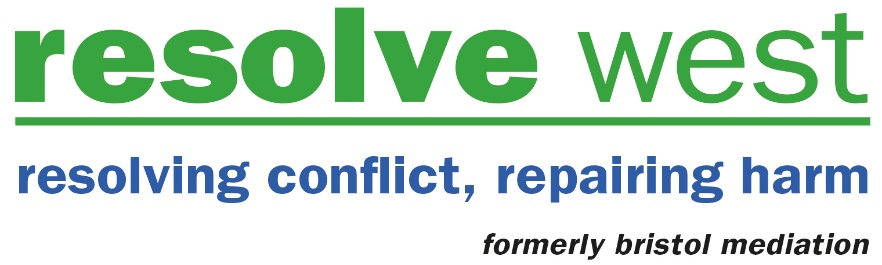 resolve west
resolving conflict, repairing harm
formerly bristol mediation